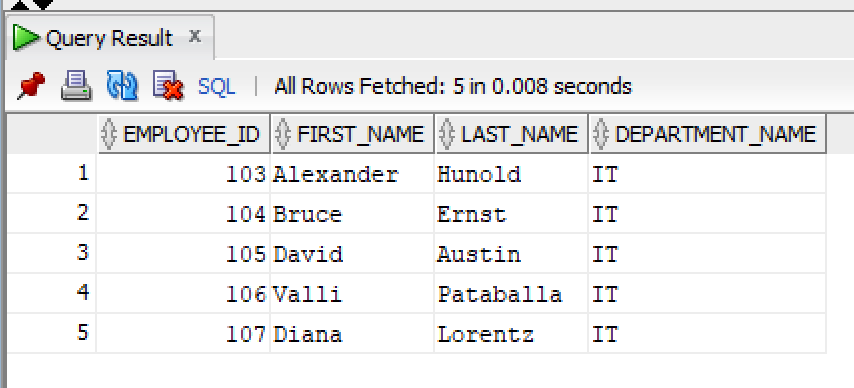 Query Result x
SQL | All Rows Fetched: 5 in 0.008 seconds
EMPLOYEE_ID FIRST_NAME LAST_NAME DEPARTMENT_NAME
1 103 Alexander Hunold IT
2 104 Bruce Ernst IT
3 105 David Austin IT
4 106 Valli Pataballa IT
5 107 Diana Lorentz IT